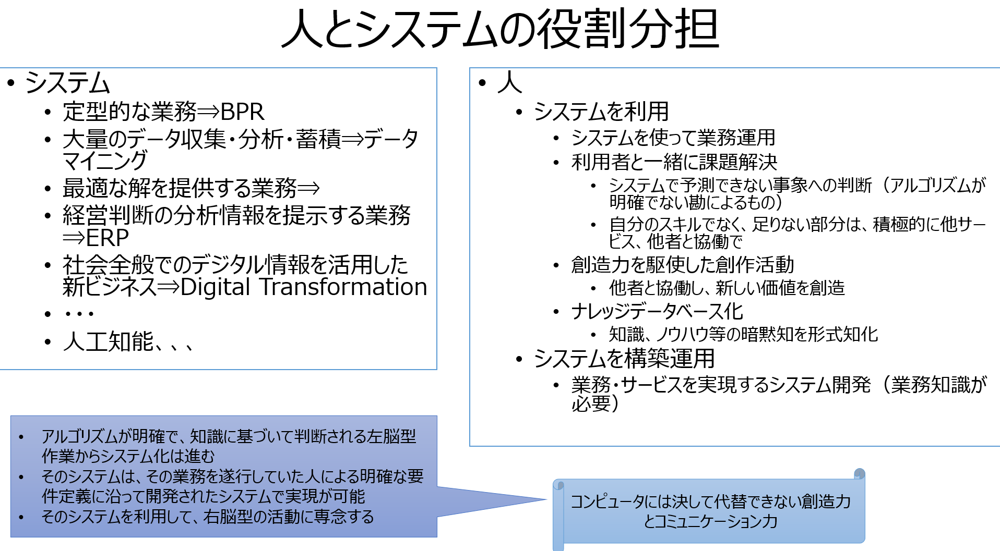 人とシステムの役割分担
• システム
• 定型的な業務⇒BPR
• 大量のデータ収集・分析・蓄積⇒データ
マイニング
• 最適な解を提供する業務⇒
• 経営判断の分析情報を提示する業務
⇒ERP
• 社会全般でのデジタル情報を活用した
新ビジネス⇒Digital Transformation
• ・・・
• 人工知能、、、
• 人
• システムを利用
• システムを使って業務運用
• 利用者と一緒に課題解決
• システムで予測できない事象への判断（アルゴリズムが
明確でない勘によるもの）
• 自分のスキルでなく、足りない部分は、積極的に他サー
ビス、他者と協働で
• 創造力を駆使した創作活動
• 他者と協働し、新しい価値を創造
• ナレッジデータベース化
• 知識、ノウハウ等の暗黙知を形式知化
• システムを構築運用
• 業務・サービスを実現するシステム開発（業務知識が
必要）
• アルゴリズムが明確で、知識に基づいて判断される左脳型
作業からシステム化は進む
• そのシステムは、その業務を遂行していた人による明確な要
件定義に沿って開発されたシステムで実現が可能
• そのシステムを利用して、右脳型の活動に専念する
コンピュータには決して代替できない創造力
とコミュニケーション力